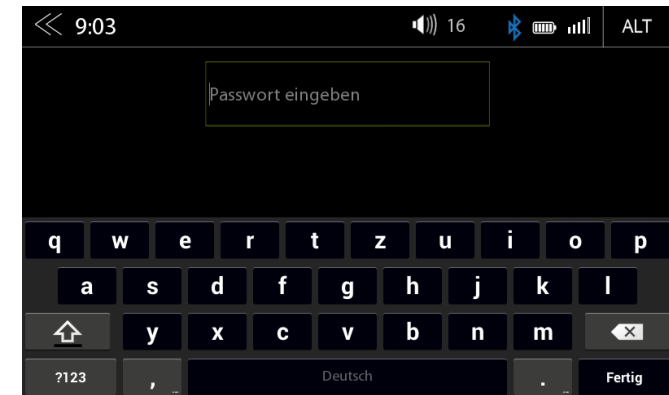 9:03 16 ALT
Passwort eingeben
q w e r t z u i o p
a s d f g h j k l
y x c v b n m
?123 , Deutsch . Fertig